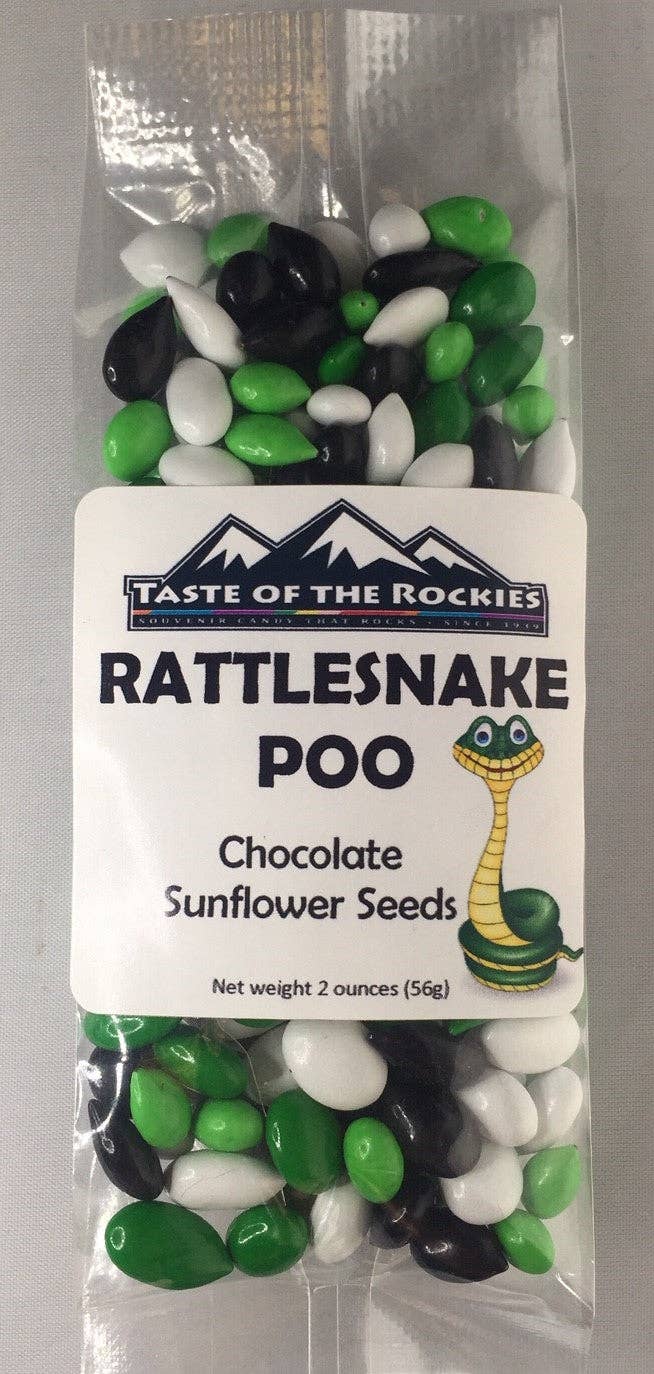 TASTE OF THE ROCKIES
SOUVENIR CANDY THAT ROCKS • SINCE 1939
RATTLESNAKE
POO
Chocolate
Sunflower Seeds
Net weight 2 ounces (56g)